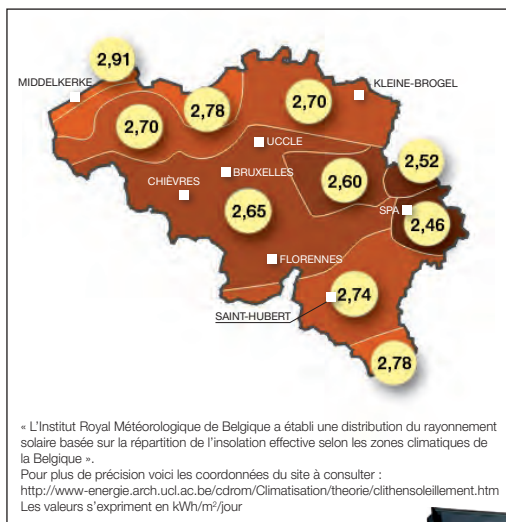 2,91
MIDDELKERKE
KLEINE-BROGEL
2,78
2,70
2,70
UCCLE
2,52
BRUXELLES
2,60
CHIÈVRES
SPA
2,65
2,46
FLORENNES
2,74
SAINT-HUBERT
2,78
« L’Institut Royal Météorologique de Belgique a établi une distribution du rayonnement
solaire basée sur la répartition de l’insolation effective selon les zones climatiques de
la Belgique ».
Pour plus de précision voici les coordonnées du site à consulter :
http://www-energie.arch.ucl.ac.be/cdrom/Climatisation/theorie/clithensoleillement.htm
Les valeurs s’expriment en kWh/m²/jour